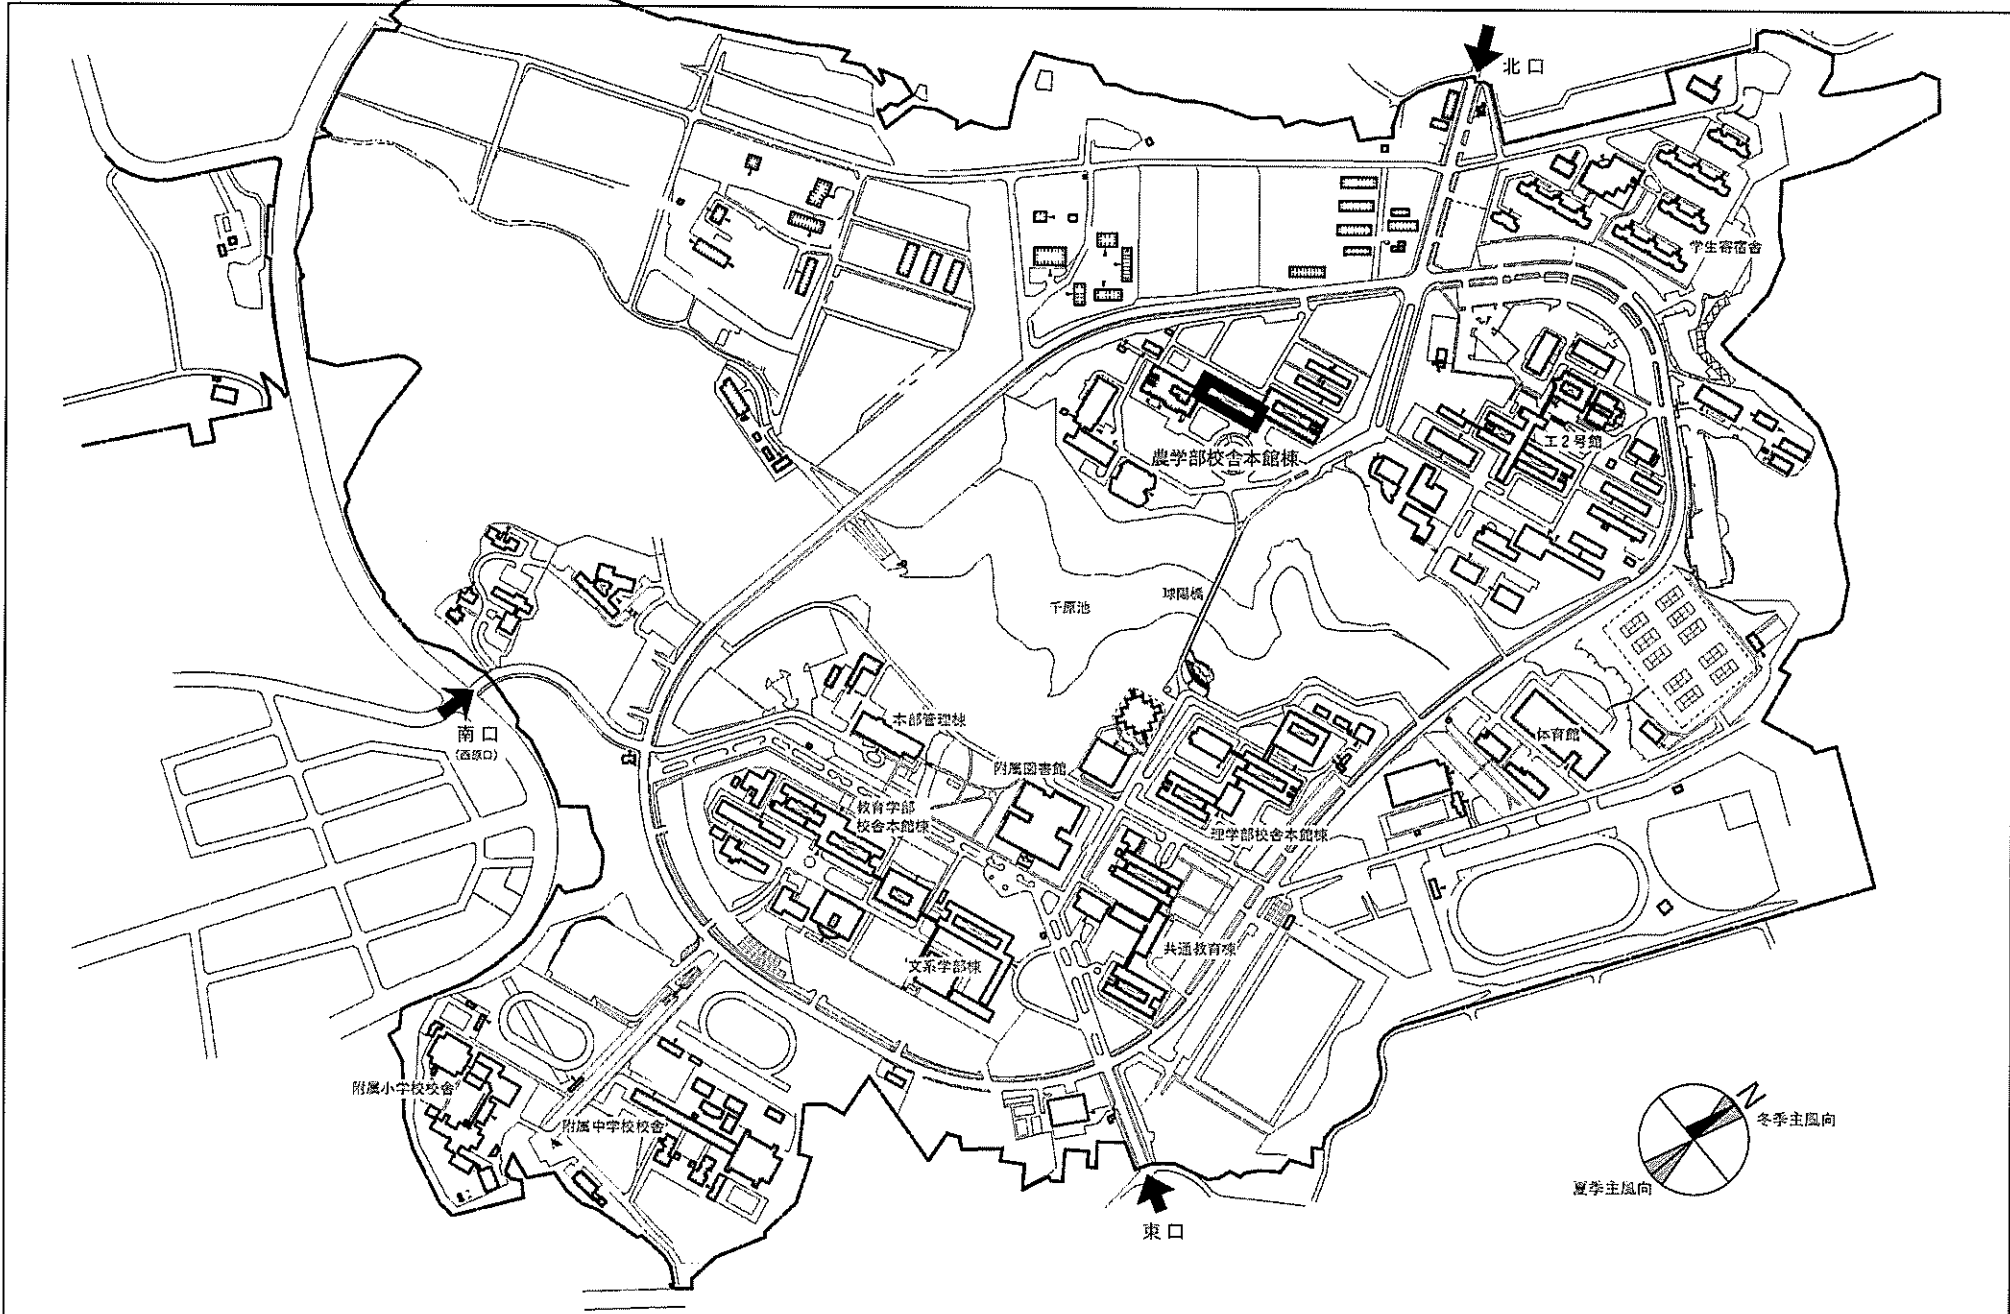 北口
学生寄宿舎
工2号館
農学部校舎本館棟
千原池
球陽橋
本部管理棟
南口
(西原口)
体育館
附属図書館
教育学部
校舎本館棟
理学部校舎本館棟
共通教育棟
文系学部棟
附属小学校校舎
附属中学校校舎
N
冬季主風向
夏季主風向
東口